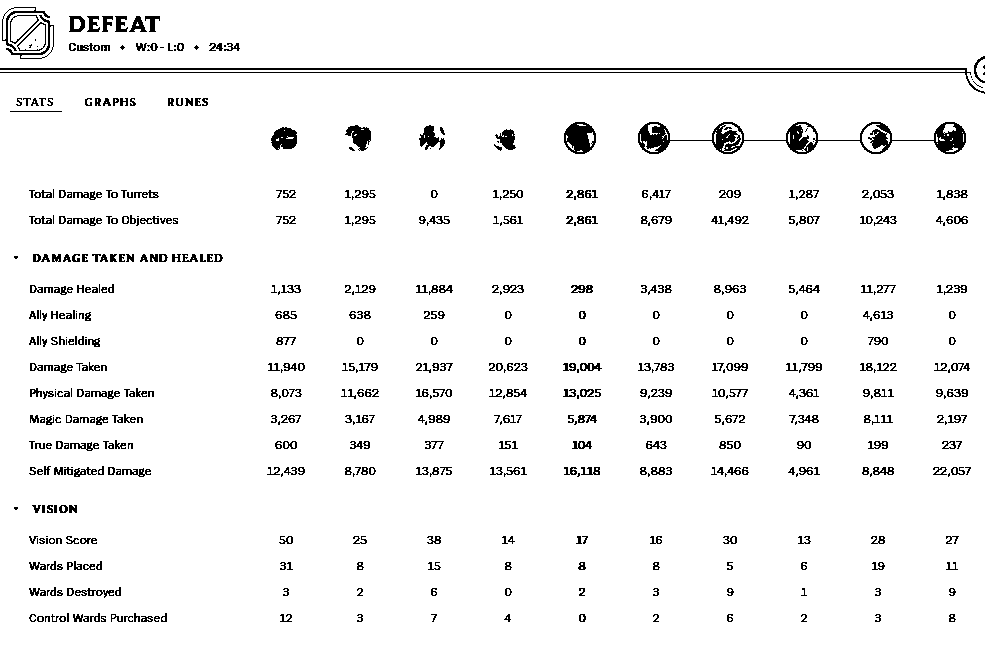 DEFEAT
Custom • W:0 - L:0 • 24:34
STATS GRAPHS RUNES
Total Damage To Turrets 752 1,295 0 1,250 2,861 6,417 209 1,287 2,053 1,838
Total Damage To Objectives 752 1,295 9,435 1,561 2,861 8,679 41,492 5,807 10,243 4,606
DAMAGE TAKEN AND HEALED
Damage Healed 1,133 2,129 11,884 2,923 298 3,438 8,963 5,464 11,277 1,239
Ally Healing 685 638 259 0 0 0 0 0 4,613 0
Ally Shielding 877 0 0 0 0 0 0 0 790 0
Damage Taken 11,940 15,179 21,937 20,623 19,004 13,783 17,099 11,799 18,122 12,074
Physical Damage Taken 8,073 11,662 16,570 12,854 13,025 9,239 10,577 4,361 9,811 9,639
Magic Damage Taken 3,267 3,167 4,989 7,617 5,874 3,900 5,672 7,348 8,111 2,197
True Damage Taken 600 349 377 151 104 643 850 90 199 237
Self Mitigated Damage 12,439 8,780 13,875 13,561 16,118 8,883 14,466 4,961 8,848 22,057
VISION
Vision Score 50 25 38 14 17 16 30 13 28 27
Wards Placed 31 8 15 8 8 8 5 6 19 11
Wards Destroyed 3 2 6 0 2 3 9 1 3 9
Control Wards Purchased 12 3 7 4 0 2 6 2 3 8